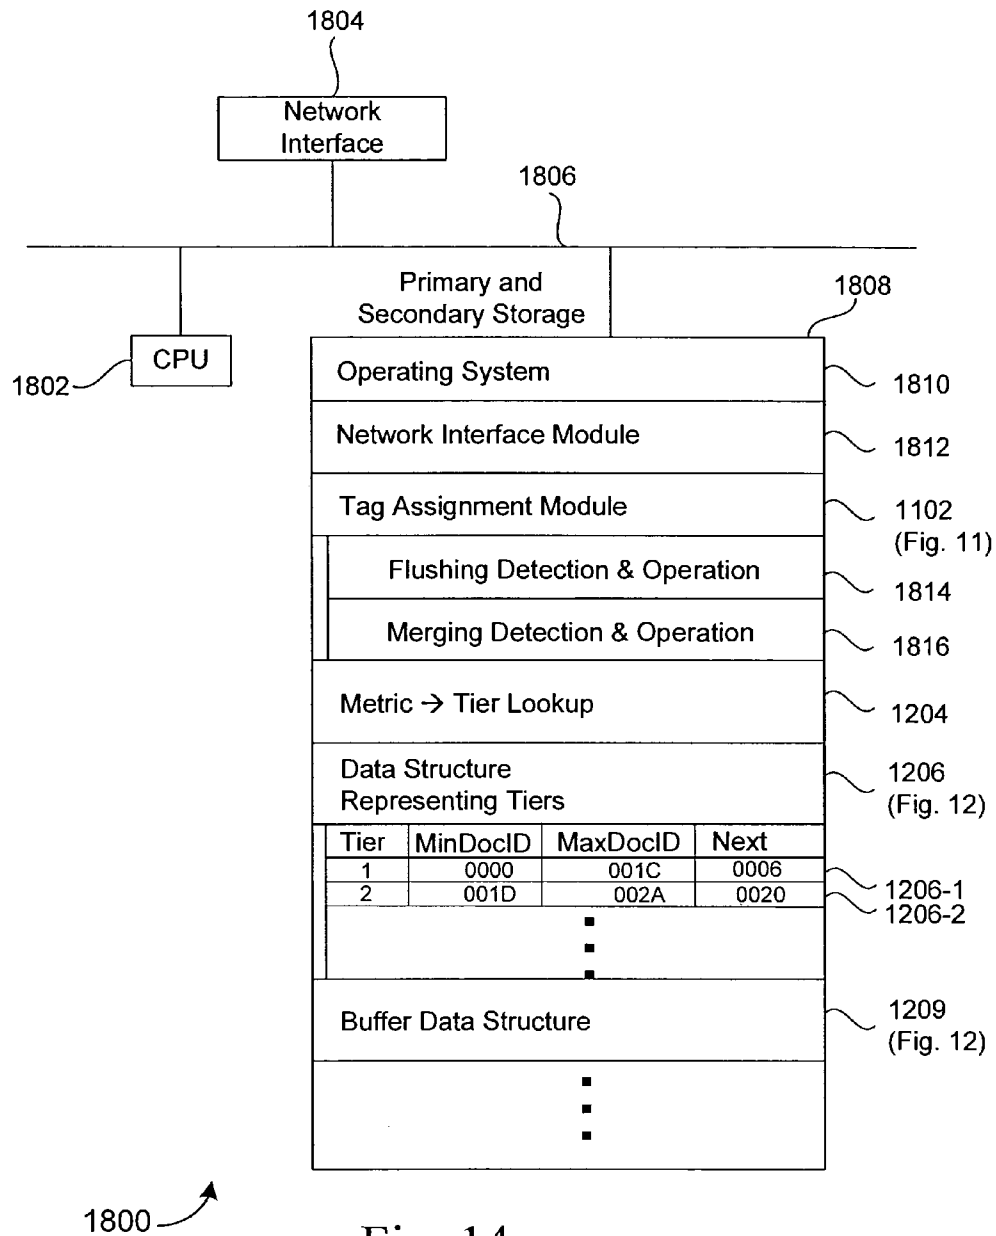 1804
Network
Interface
1806
Primary and
Secondary Storage
1808
CPU
1802
Operating System
1810
Network Interface Module
1812
Tag Assignment Module
1102
(Fig. 11)
Flushing Detection & Operation
1814
Merging Detection & Operation
1816
Metric → Tier Lookup
1204
Data Structure
Representing Tiers
1206
(Fig. 12)
Tier MinDocID MaxDocID Next
1 0000 001C 0006
1206-1
2 001D 002A 0020
1206-2
Buffer Data Structure
1209
(Fig. 12)
1800
Fig. 14